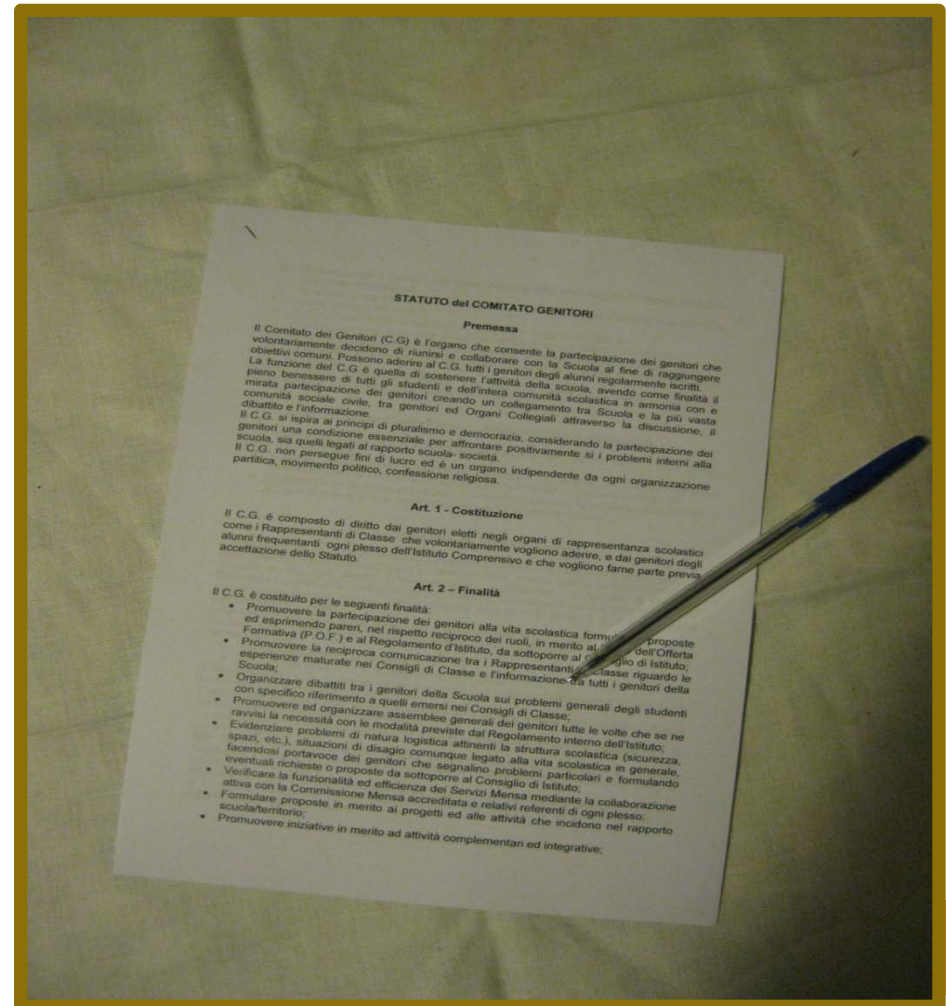 STATUTO del COMITATO GENITORI
Premessa
Il Comitato dei Genitori (C.G) è l'organo che consente la partecipazione dei genitori che
volontariamente decidono di riunirsi e collaborare con la Scuola al fine di raggiungere
obiettivi comuni. Possono aderire al C.G. tutti i genitori degli alunni regolarmente iscritti.
La funzione del C.G è quella di sostenere l'attività della scuola, avendo come finalità il
pieno benessere di tutti gli studenti e dell'intera comunità scolastica in armonia con e
mirata partecipazione dei genitori creando un collegamento tra Scuola e la più vasta
comunità sociale civile, tra genitori ed Organi Collegiali attraverso la discussione, il
dibattito e l'informazione.
Il C.G. si ispira ai principi di pluralismo e democrazia, considerando la partecipazione dei
genitori una condizione essenziale per affrontare positivamente si i problemi interni alla
scuola, sia quelli legati al rapporto scuola- società.
Il C.G. non persegue fini di lucro ed é un organo indipendente da ogni organizzazione
partitica, movimento politico, confessione religiosa.
Art. 1 - Costituzione
Il C.G. é composto di diritto dai genitori eletti negli organi di rappresentanza scolastici
come i Rappresentanti di Classe che volontariamente vogliono aderire, e dai genitori degli
alunni frequentanti ogni plesso dell'Istituto Comprensivo e che vogliono farne parte previa
accettazione dello Statuto.
Art. 2 – Finalità
Il C.G. é costituito per le seguenti finalità:
• Promuovere la partecipazione dei genitori alla vita scolastica proposte
ed esprimendo pareri, nel rispetto reciproco dei ruoli, in merito al dell'Offerta
Formativa (P.O.F.) e al Regolamento d'Istituto, da sottoporre al di Istituto;
• Promuovere la reciproca comunicazione tra i Rappresentanti Classe riguardo le
esperienze maturate nei Consigli di Classe e l'informazione tutti i genitori della
Scuola;
• Organizzare dibattiti tra i genitori della Scuola sui problemi generali degli studenti
con specifico riferimento a quelli emersi nei Consigli di Classe;
• Promuovere ed organizzare assemblee generali dei genitori tutte le volte che se ne
ravvisi la necessità con le modalità previste dal Regolamento interno dell'Istituto;
• Evidenziare problemi di natura logistica attinenti la struttura scolastica (sicurezza,
spazi, etc.), situazioni di disagio comunque legato alla vita scolastica in generale,
facendosi portavoce dei genitori che segnalino problemi particolari e formulando
eventuali richieste o proposte da sottoporre al Consiglio di Istituto;
• Verificare la funzionalità ed efficienza dei Servizi Mensa mediante la collaborazione
attiva con la Commissione Mensa accreditata e relativi referenti di ogni plesso;
• Formulare proposte in merito ai progetti ed alle attività che incidono nel rapporto
scuola/territorio;
• Promuovere iniziative in merito ad attività complementari ed integrative;